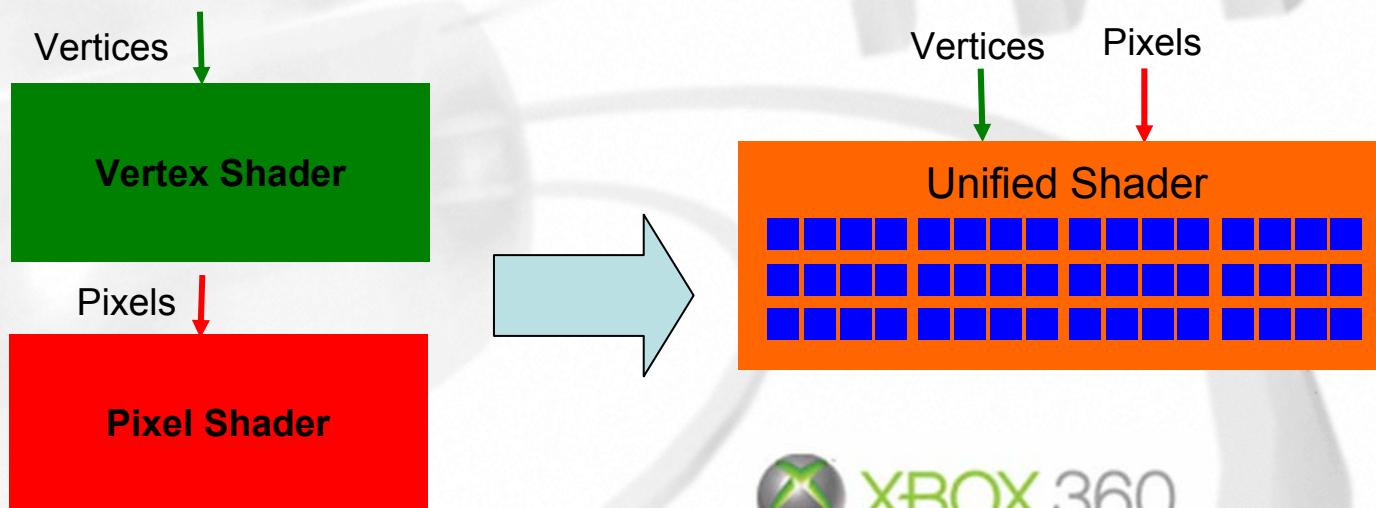 Vertices
Vertex Shader
Pixels
Pixel Shader
Vertices
Pixels
Unified Shader
XBOX 360